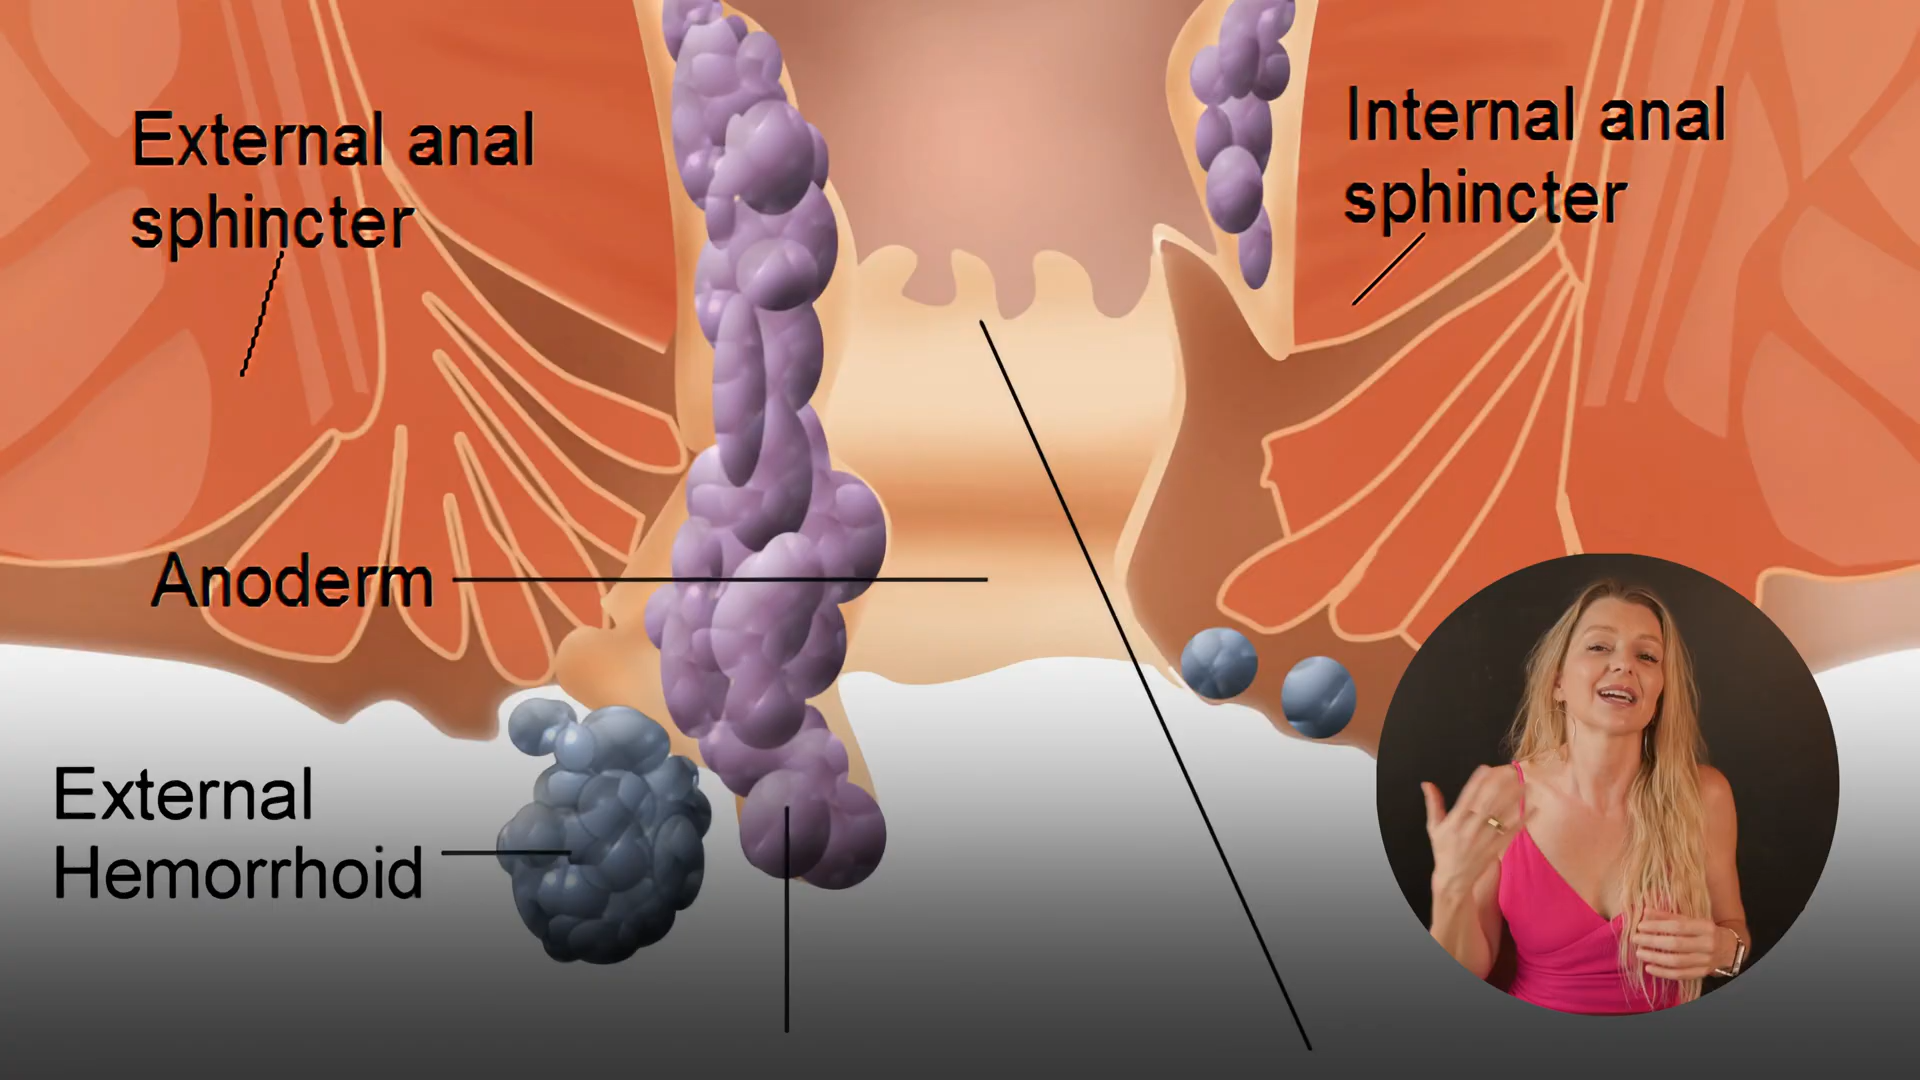 External anal
sphincter
Internal anal
sphincter
Anoderm
External
Hemorrhoid